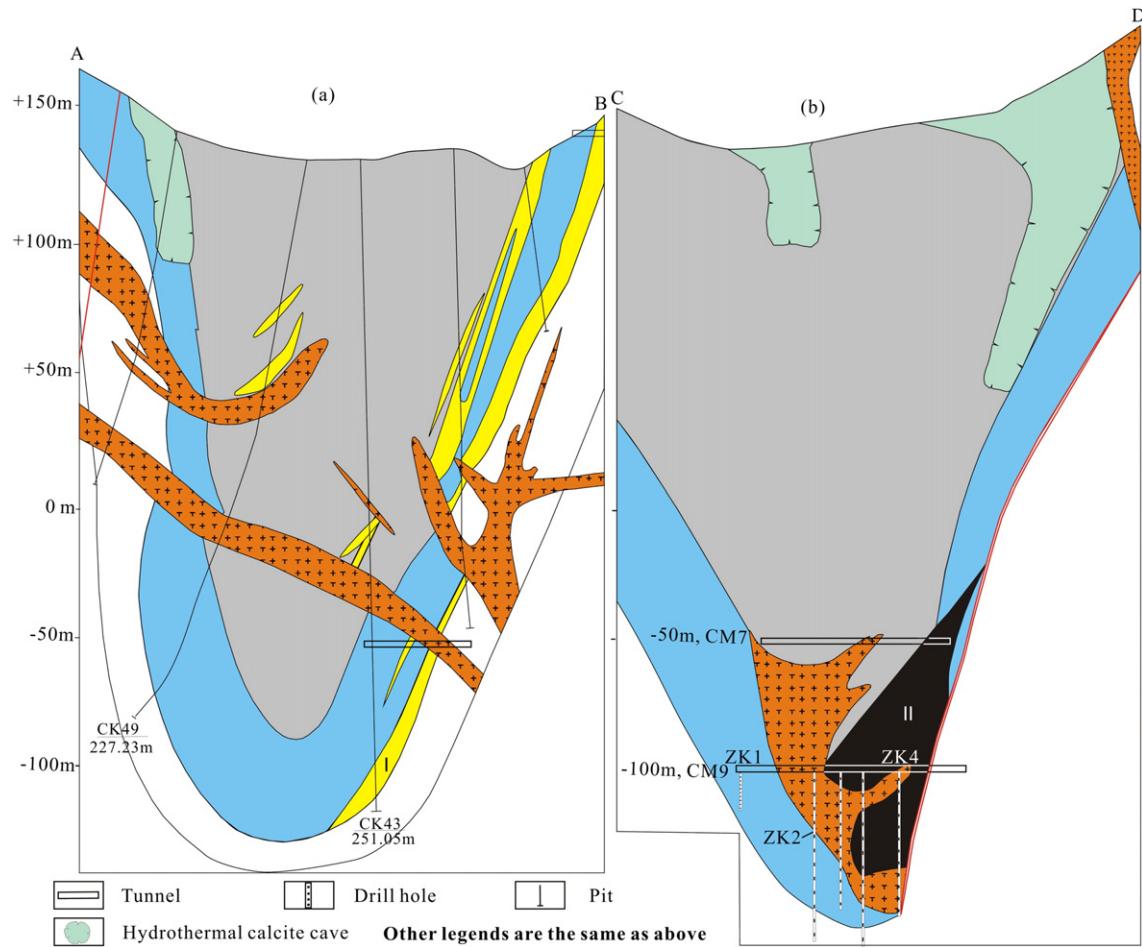 A
(a)
B
+150m
+100m
+50m
0 m
-50m
-100m
CK49
227.23m
CK43
251.05m
I
C
(b)
D
-50m, CM7
II
ZK1
ZK4
-100m, CM9
ZK2
Tunnel
Drill hole
Pit
Hydrothermal calcite cave
Other legends are the same as above